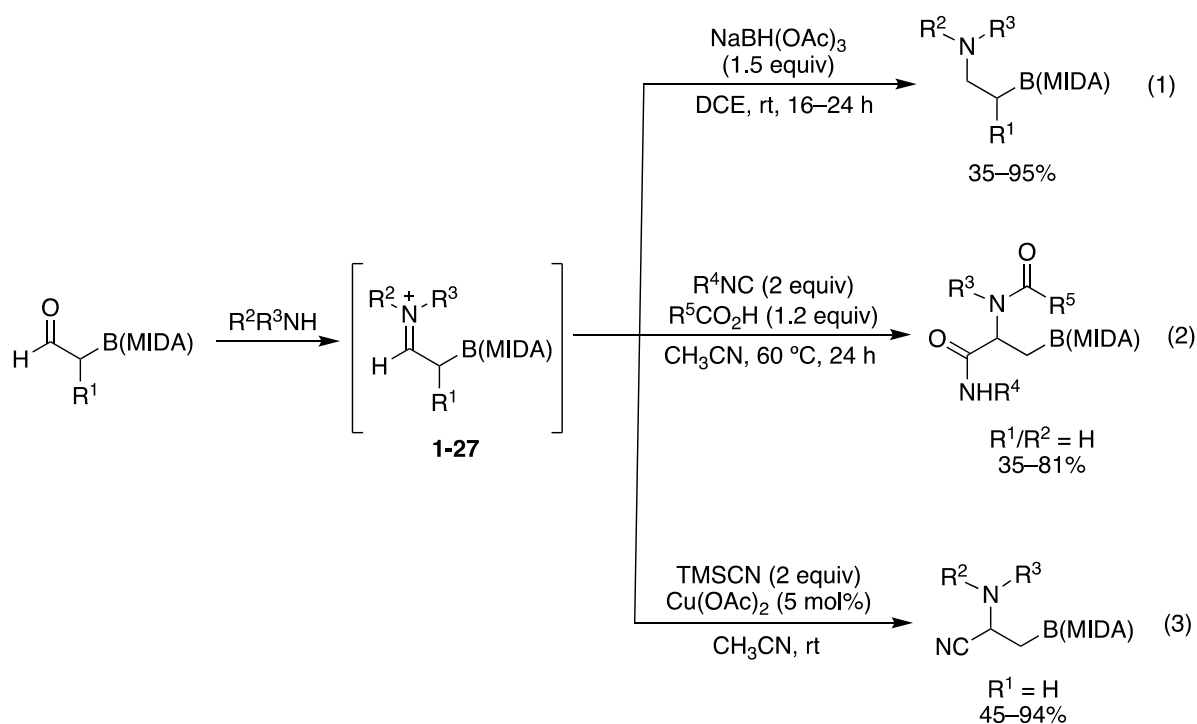 NaBH(OAc)₃
(1.5 equiv)
DCE, rt, 16–24 h
R² R³
N
B(MIDA)
R¹
(1)
35–95%
O
H
B(MIDA)
R¹
R²R³NH
R² + R³
N
H
B(MIDA)
R¹
1-27
R⁴NC (2 equiv)
R⁵CO₂H (1.2 equiv)
CH₃CN, 60 ºC, 24 h
O
R³
N
R⁵
O
B(MIDA)
NHR⁴
(2)
R¹/R² = H
35–81%
TMSCN (2 equiv)
Cu(OAc)₂ (5 mol%)
CH₃CN, rt
R² R³
N
NC
B(MIDA)
(3)
R¹ = H
45–94%